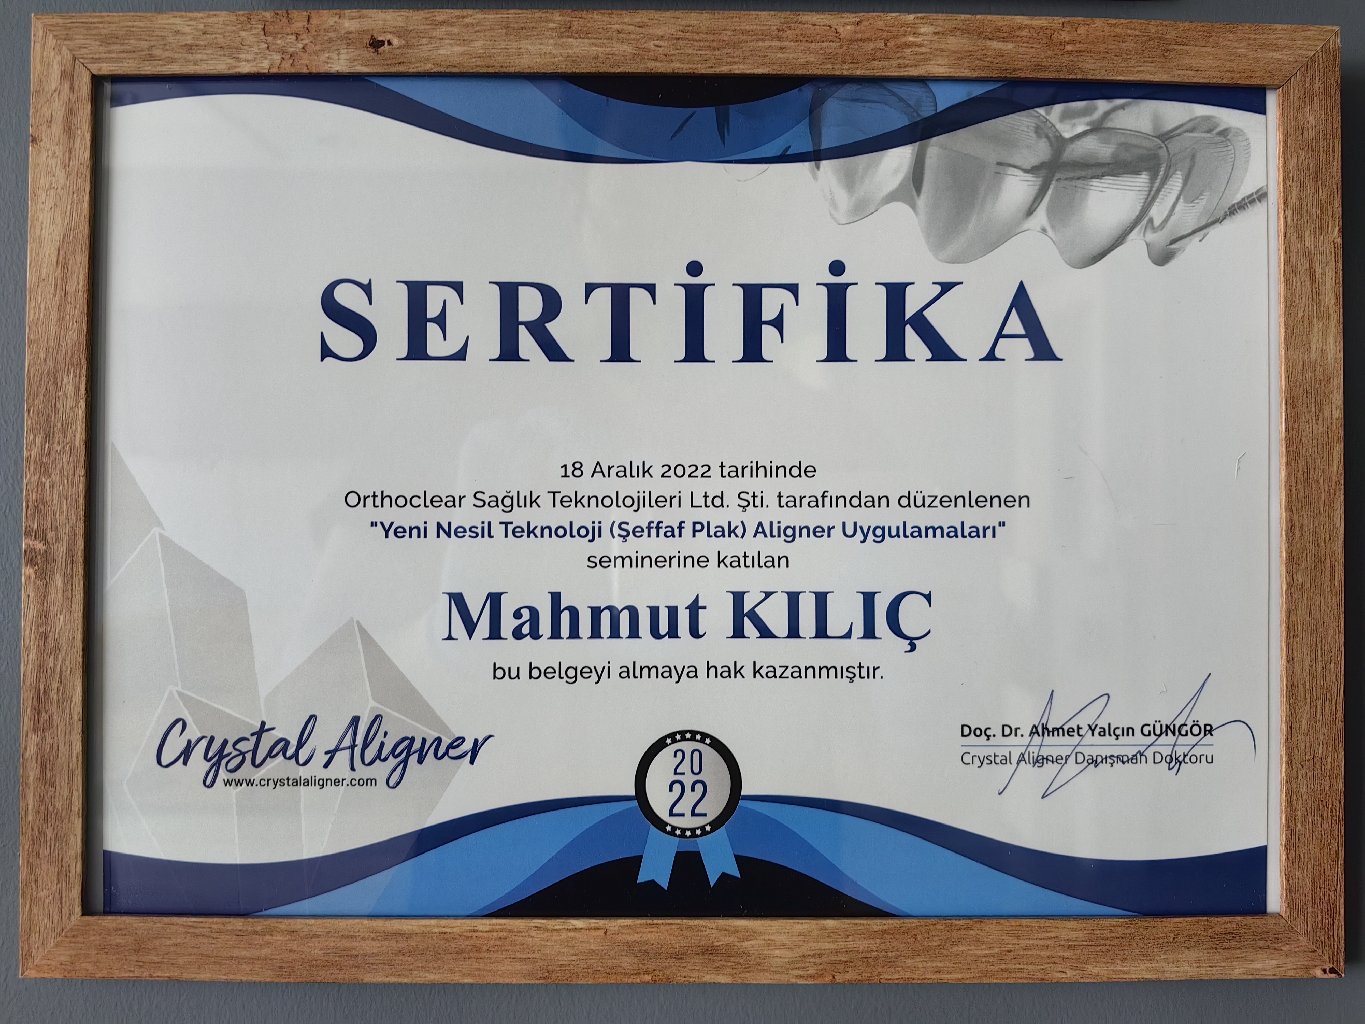 SERTİFİKA
18 Aralık 2022 tarihinde
Orthoclear Sağlık Teknolojileri Ltd. Şti. tarafından düzenlenen
"Yeni Nesil Teknoloji (Şeffaf Plak) Aligner Uygulamaları"
seminerine katılan
Mahmut KILIÇ
bu belgeyi almaya hak kazanmıştır.
Crystal Aligner
www.crystalaligner.com
20
22
Doç. Dr. Ahmet Yalçın GÜNGÖR
Crystal Aligner Danışman Doktoru